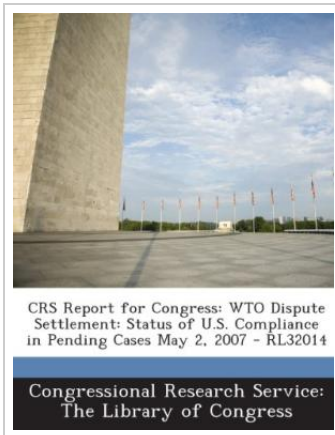 CRS Report for Congress: WTO Dispute
Settlement: Status of U.S. Compliance
in Pending Cases May 2, 2007 - RL32014
Congressional Research Service:
The Library of Congress